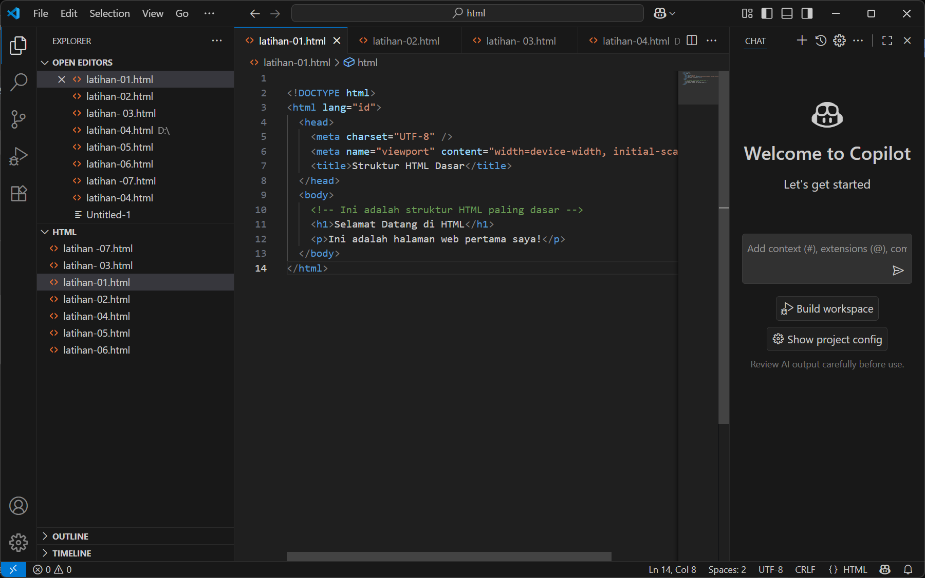 File Edit Selection View Go ··· html
EXPLORER ···
OPEN EDITORS
latihan-01.html
latihan-02.html
latihan- 03.html
latihan-04.html D:\
latihan-05.html
latihan-06.html
latihan -07.html
latihan-04.html
Untitled-1
HTML
latihan -07.html
latihan- 03.html
latihan-01.html
latihan-02.html
latihan-04.html
latihan-05.html
latihan-06.html
OUTLINE
TIMELINE
latihan-01.html latihan-02.html latihan- 03.html latihan-04.html D ···
latihan-01.html > html
1
2 <!DOCTYPE html>
3 <html lang="id">
4 <head>
5 <meta charset="UTF-8" />
6 <meta name="viewport" content="width=device-width, initial-sca
7 <title>Struktur HTML Dasar</title>
8 </head>
9 <body>
10 <!-- Ini adalah struktur HTML paling dasar -->
11 <h1>Selamat Datang di HTML</h1>
12 <p>Ini adalah halaman web pertama saya!</p>
13 </body>
14 </html>
CHAT
Welcome to Copilot
Let's get started
Add context (#), extensions (@), com
Build workspace
Show project config
Review AI output carefully before use.
0 0 Ln 14, Col 8 Spaces: 2 UTF-8 CRLF {} HTML